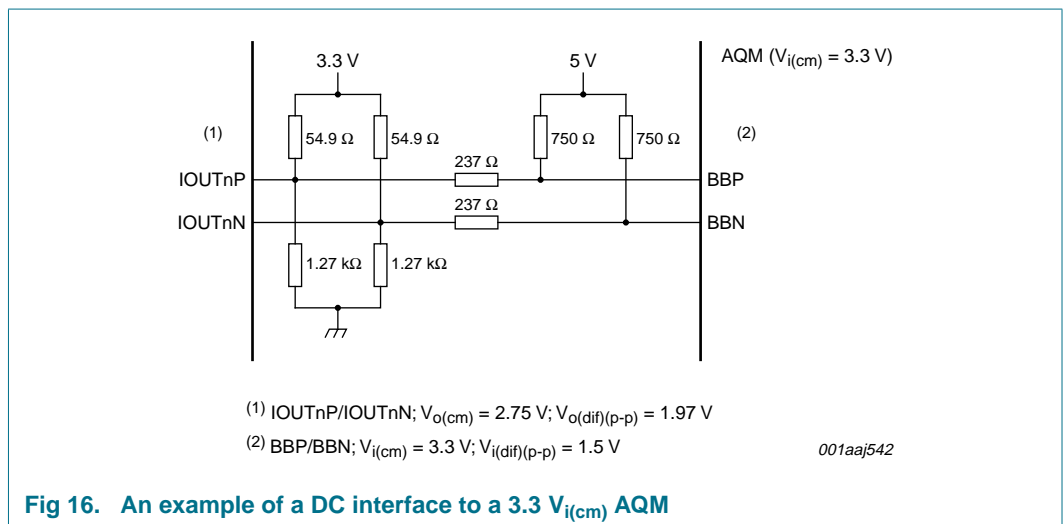 3.3 V
5 V
AQM (Vi(cm) = 3.3 V)
(1)
54.9 Ω
54.9 Ω
750 Ω
750 Ω
(2)
237 Ω
IOUTnP
BBP
237 Ω
IOUTnN
BBN
1.27 kΩ
1.27 kΩ
(1) IOUTnP/IOUTnN; Vo(cm) = 2.75 V; Vo(dif)(p-p) = 1.97 V
(2) BBP/BBN; Vi(cm) = 3.3 V; Vi(dif)(p-p) = 1.5 V
001aaj542
Fig 16. An example of a DC interface to a 3.3 Vi(cm) AQM